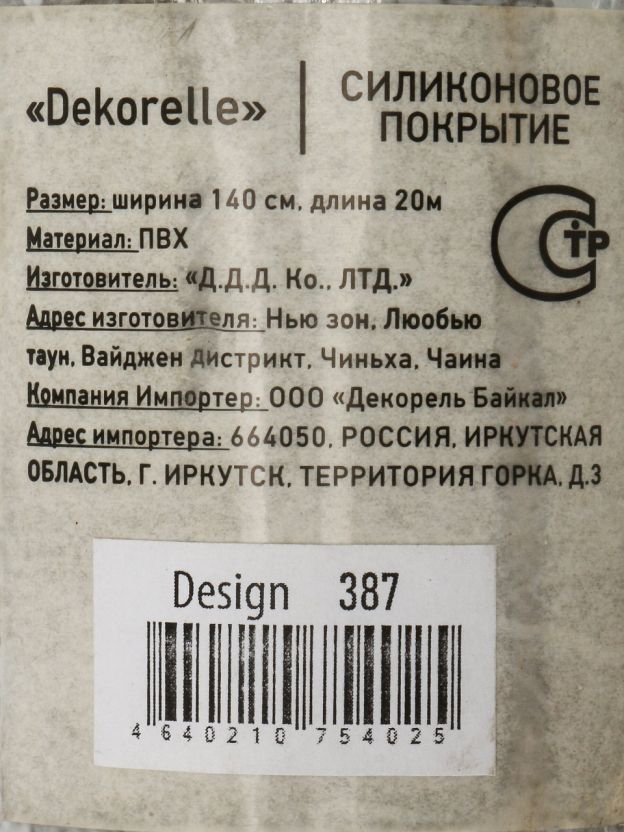 «Dekorelle»
СИЛИКОНОВОЕ
ПОКРЫТИЕ
Размер: ширина 140 см, длина 20м
Материал: ПВХ
Изготовитель: «Д.Д.Д. Ко., ЛТД.»
Адрес изготовителя: Нью зон, Люобью
таун, Вайджен дистрикт, Чиньха, Чаина
Компания Импортер: ООО «Декорель Байкал»
Адрес импортера: 664050, РОССИЯ, ИРКУТСКАЯ
ОБЛАСТЬ, Г. ИРКУТСК, ТЕРРИТОРИЯ ГОРКА, Д.3
СТР
Design 387
4 640210 754025